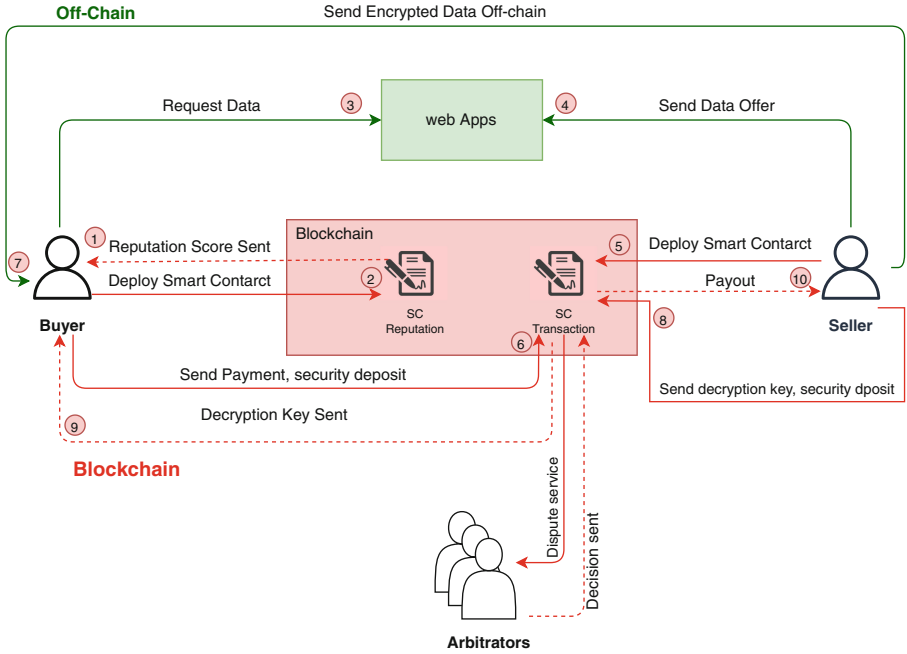 Off-Chain
Send Encrypted Data Off-chain
Request Data
3
web Apps
4
Send Data Offer
1
Reputation Score Sent
7
Deploy Smart Contarct
2
Buyer
Blockchain
SC
Reputation
SC
Transaction
5
Deploy Smart Contarct
Payout
10
8
Seller
6
Send Payment, security deposit
Send decryption key, security dposit
Decryption Key Sent
9
Blockchain
Dispute service
Decision sent
Arbitrators